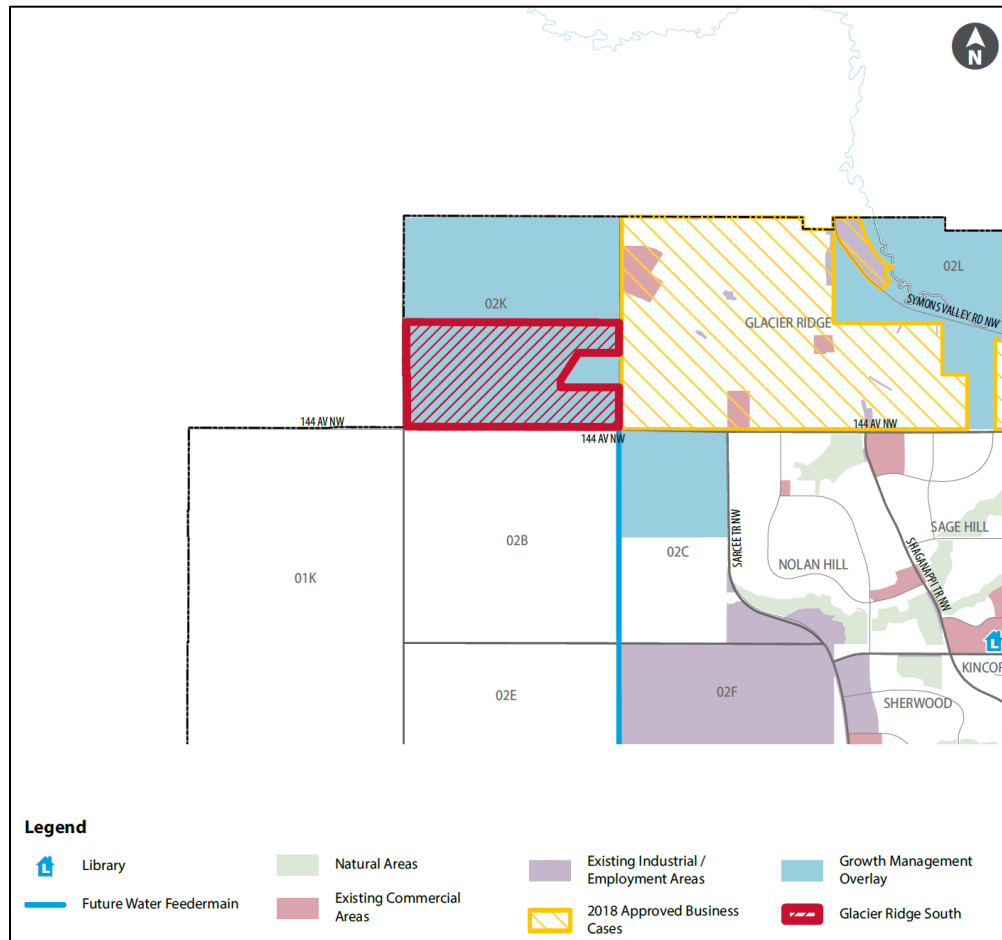 N
02L
02K
SYMONS VALLEY RD NW
GLACIER RIDGE
144 AV NW
144 AV NW
144 AV NW
SARCEE TR NW
02B
02C
SAGE HILL
SHAGANAPPI TR NW
NOLAN HILL
01K
L
KINCOR
02E
02F
SHERWOOD
Legend
L
Library
Natural Areas
Existing Industrial /
Employment Areas
Growth Management
Overlay
Future Water Feedermain
Existing Commercial
Areas
2018 Approved Business
Cases
Glacier Ridge South